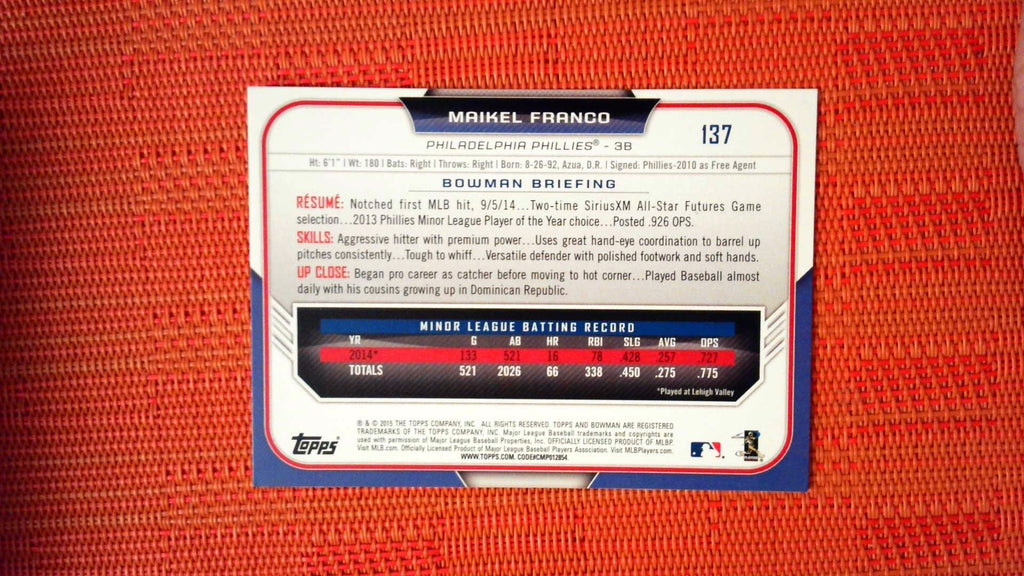 MAIKEL FRANCO
137
PHILADELPHIA PHILLIES® - 3B
Ht: 6'1" | Wt: 180 | Bats: Right | Throws: Right | Born: 8-26-92, Azua, D.R. | Signed: Phillies-2010 as Free Agent
BOWMAN BRIEFING
RÉSUMÉ: Notched first MLB hit, 9/5/14...Two-time SiriusXM All-Star Futures Game
selection...2013 Phillies Minor League Player of the Year choice...Posted .926 OPS.
SKILLS: Aggressive hitter with premium power...Uses great hand-eye coordination to barrel up
pitches consistently...Tough to whiff...Versatile defender with polished footwork and soft hands.
UP CLOSE: Began pro career as catcher before moving to hot corner...Played Baseball almost
daily with his cousins growing up in Dominican Republic.
MINOR LEAGUE BATTING RECORD
YR G AB HR RBI SLG AVG OPS
2014* 133 521 16 78 .428 .257 .727
TOTALS 521 2026 66 338 .450 .275 .775
*Played at Lehigh Valley
® & © 2015 THE TOPPS COMPANY, INC. ALL RIGHTS RESERVED. TOPPS AND BOWMAN ARE REGISTERED
TRADEMARKS OF THE TOPPS COMPANY, INC. Major League Baseball trademarks and copyrights are
used with permission of Major League Baseball Properties, Inc. OFFICIALLY LICENSED PRODUCT OF MLBP
Visit MLB.com. Officially Licensed Product of Major League Baseball Players Association. Visit MLBPlayers.com.
WWW.TOPPS.COM. CODE#CMP012854.
Topps